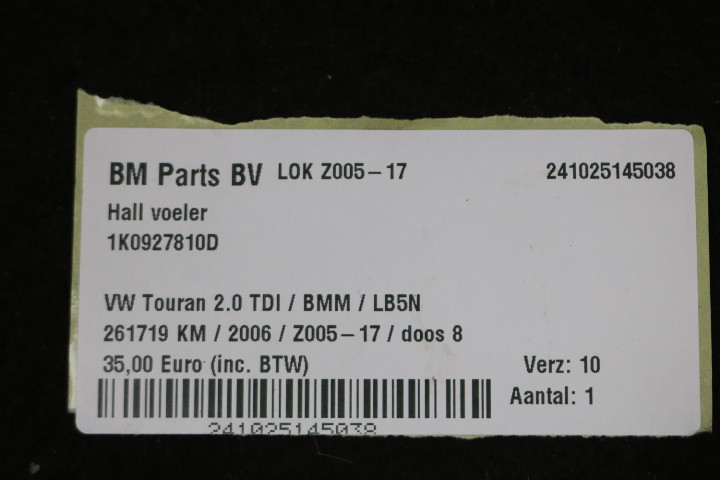 BM Parts BV LOK Z005-17 241025145038
Hall voeler
1K0927810D
VW Touran 2.0 TDI / BMM / LB5N
261719 KM / 2006 / Z005-17 / doos 8
35,00 Euro (inc. BTW) Verz: 10
Aantal: 1
241025145038